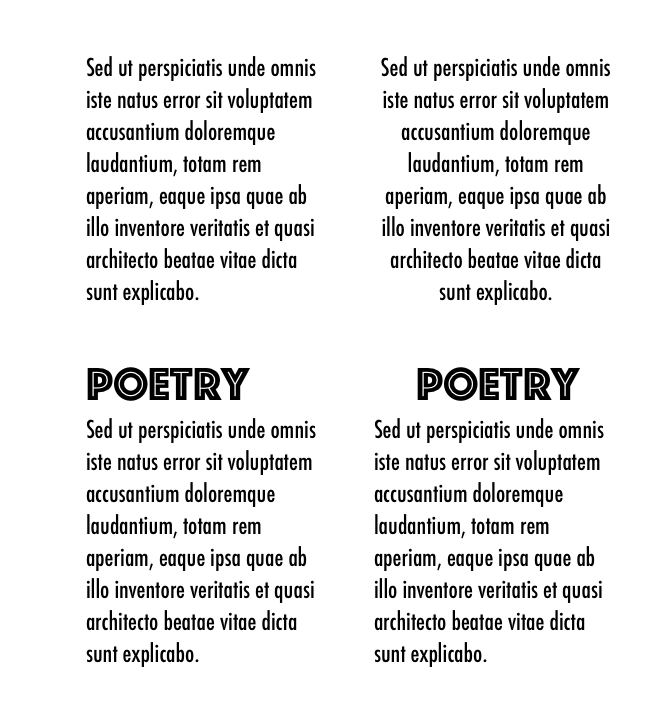 Sed ut perspiciatis unde omnis
iste natus error sit voluptatem
accusantium doloremque
laudantium, totam rem
aperiam, eaque ipsa quae ab
illo inventore veritatis et quasi
architecto beatae vitae dicta
sunt explicabo.
Sed ut perspiciatis unde omnis
iste natus error sit voluptatem
accusantium doloremque
laudantium, totam rem
aperiam, eaque ipsa quae ab
illo inventore veritatis et quasi
architecto beatae vitae dicta
sunt explicabo.
POETRY
Sed ut perspiciatis unde omnis
iste natus error sit voluptatem
accusantium doloremque
laudantium, totam rem
aperiam, eaque ipsa quae ab
illo inventore veritatis et quasi
architecto beatae vitae dicta
sunt explicabo.
POETRY
Sed ut perspiciatis unde omnis
iste natus error sit voluptatem
accusantium doloremque
laudantium, totam rem
aperiam, eaque ipsa quae ab
illo inventore veritatis et quasi
architecto beatae vitae dicta
sunt explicabo.